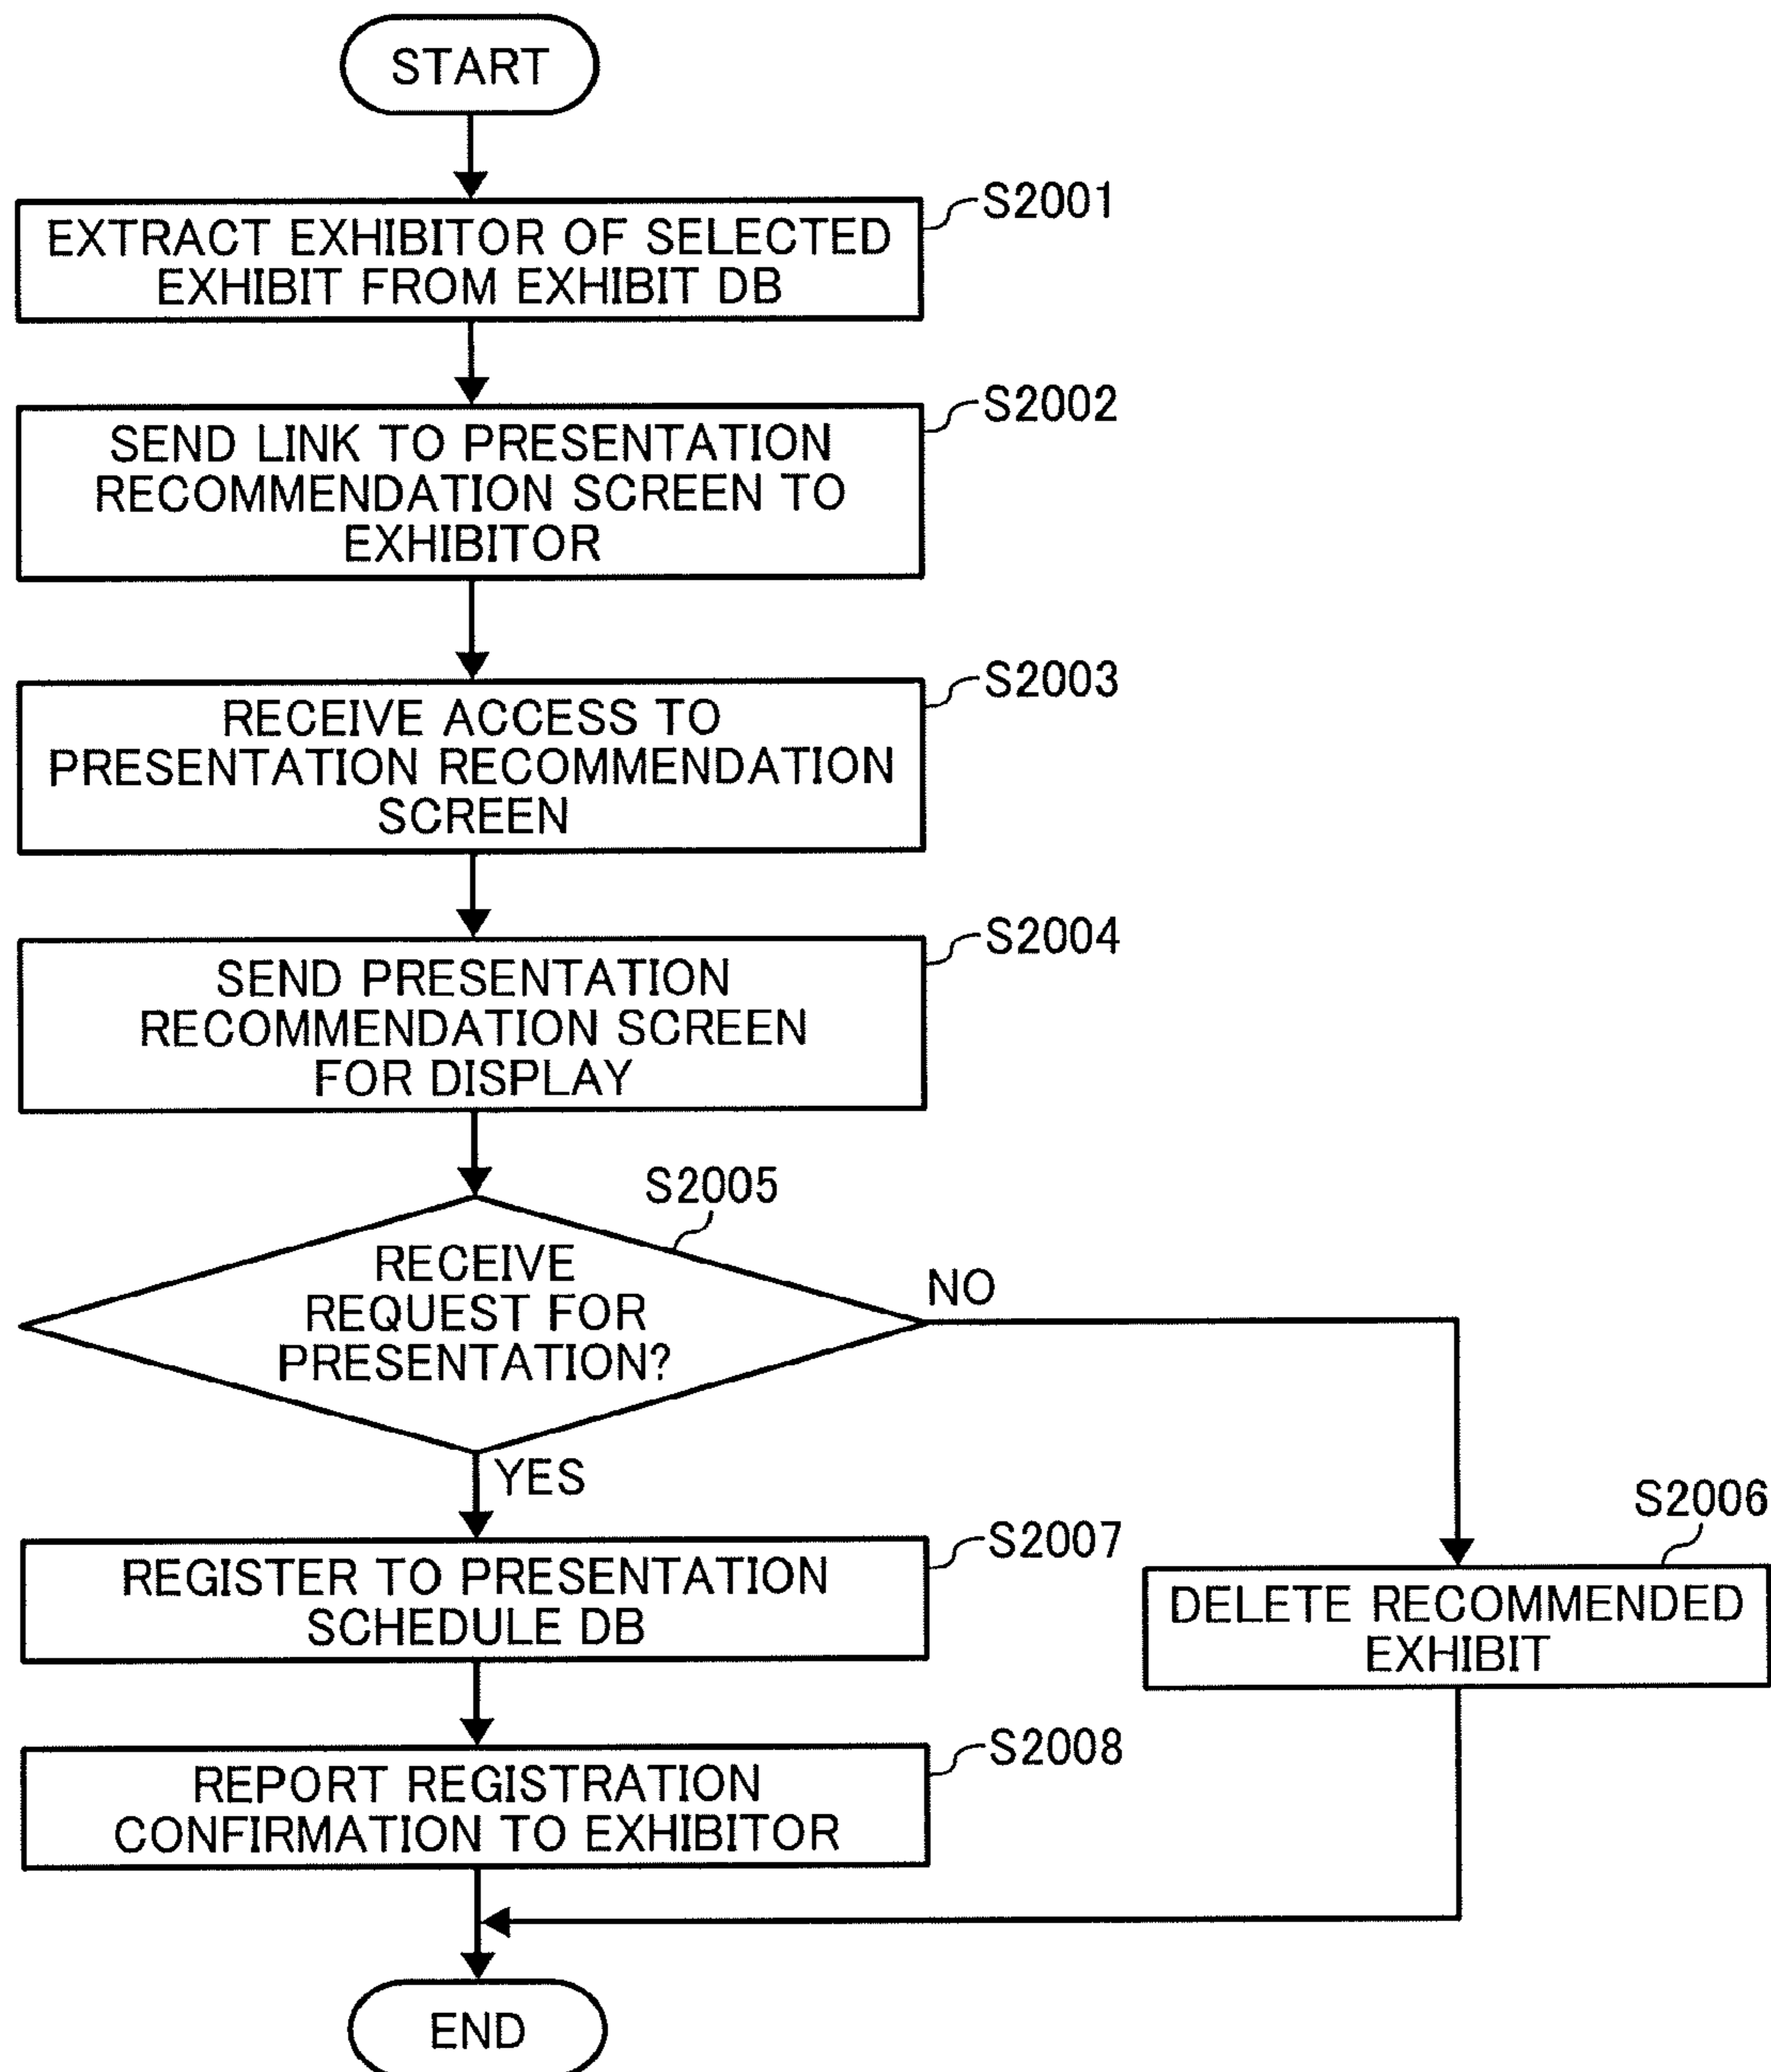 START
S2001
EXTRACT EXHIBITOR OF SELECTED
EXHIBIT FROM EXHIBIT DB
S2002
SEND LINK TO PRESENTATION
RECOMMENDATION SCREEN TO
EXHIBITOR
S2003
RECEIVE ACCESS TO
PRESENTATION RECOMMENDATION
SCREEN
S2004
SEND PRESENTATION
RECOMMENDATION SCREEN
FOR DISPLAY
S2005
RECEIVE
REQUEST FOR
PRESENTATION?
NO
YES
S2006
DELETE RECOMMENDED
EXHIBIT
S2007
REGISTER TO PRESENTATION
SCHEDULE DB
S2008
REPORT REGISTRATION
CONFIRMATION TO EXHIBITOR
END